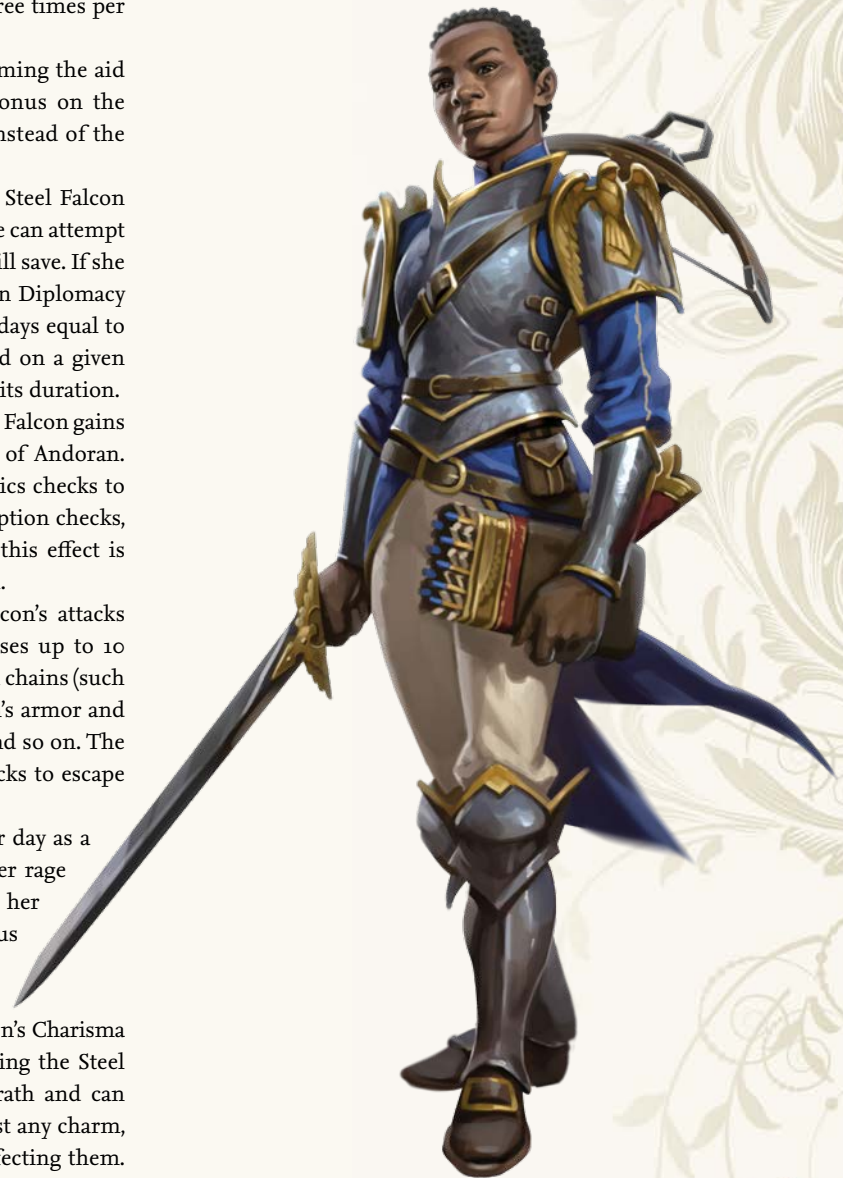 ree times per
ming the aid
onus on the
nstead of the
Steel Falcon
e can attempt
ill save. If she
n Diplomacy
days equal to
d on a given
its duration.
Falcon gains
of Andoran.
ics checks to
ption checks,
this effect is
.
con’s attacks
ses up to 10
chains (such
’s armor and
nd so on. The
cks to escape
r day as a
er rage
her
us
n’s Charisma
ing the Steel
rath and can
st any charm,
fecting them.